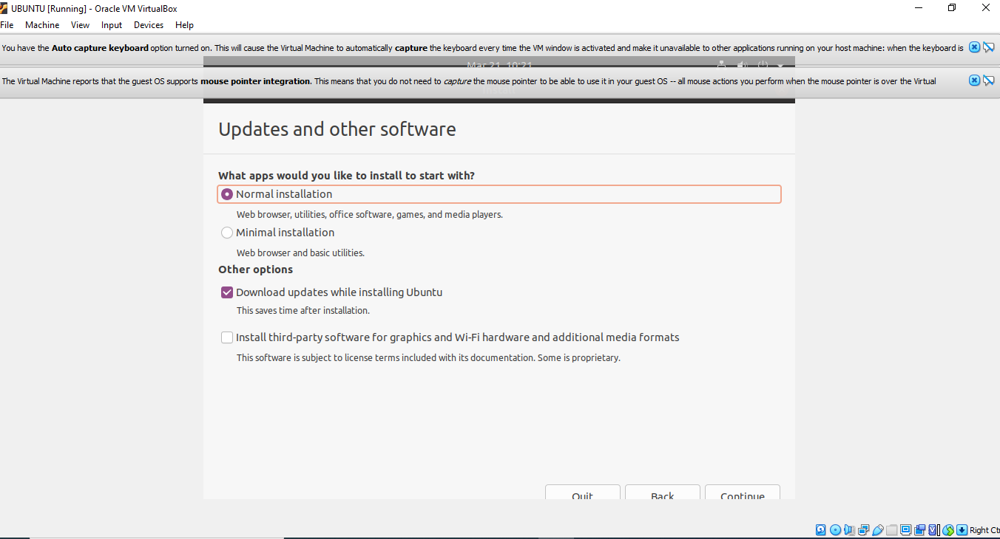 UBUNTU [Running] - Oracle VM VirtualBox
File Machine View Input Devices Help
You have the Auto capture keyboard option turned on. This will cause the Virtual Machine to automatically capture the keyboard every time the VM window is activated and make it unavailable to other applications running on your host machine: when the keyboard is
Mar 21 10:21
The Virtual Machine reports that the guest OS supports mouse pointer integration. This means that you do not need to capture the mouse pointer to be able to use it in your guest OS -- all mouse actions you perform when the mouse pointer is over the Virtual
Updates and other software
What apps would you like to install to start with?
Normal installation
Web browser, utilities, office software, games, and media players.
Minimal installation
Web browser and basic utilities.
Other options
Download updates while installing Ubuntu
This saves time after installation.
Install third-party software for graphics and Wi-Fi hardware and additional media formats
This software is subject to license terms included with its documentation. Some is proprietary.
Quit Back Continue
Right Ctr